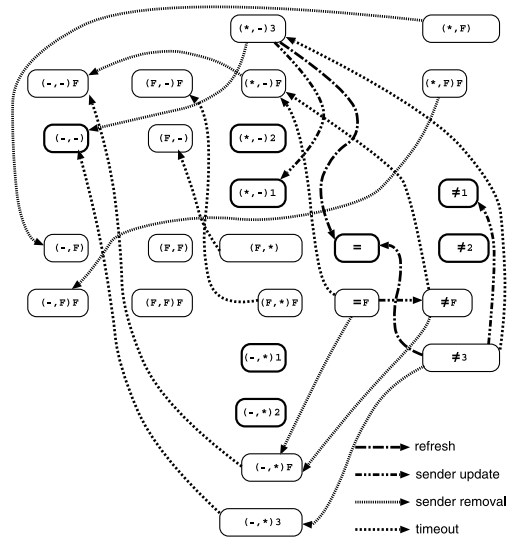 (*,-)3 (*,F)
(-,-)F (F,-)F (*,-)F (*,F)F
(-,-) (F,-) (*,-)2
(*,-)1 ≠1
(-,F) (F,F) (F,*) = ≠2
(-,F)F (F,F)F (F,*)F =F ≠F
(-,*)1 ≠3
(-,*)2
refresh
(-,*)F sender update
sender removal
(-,*)3 timeout